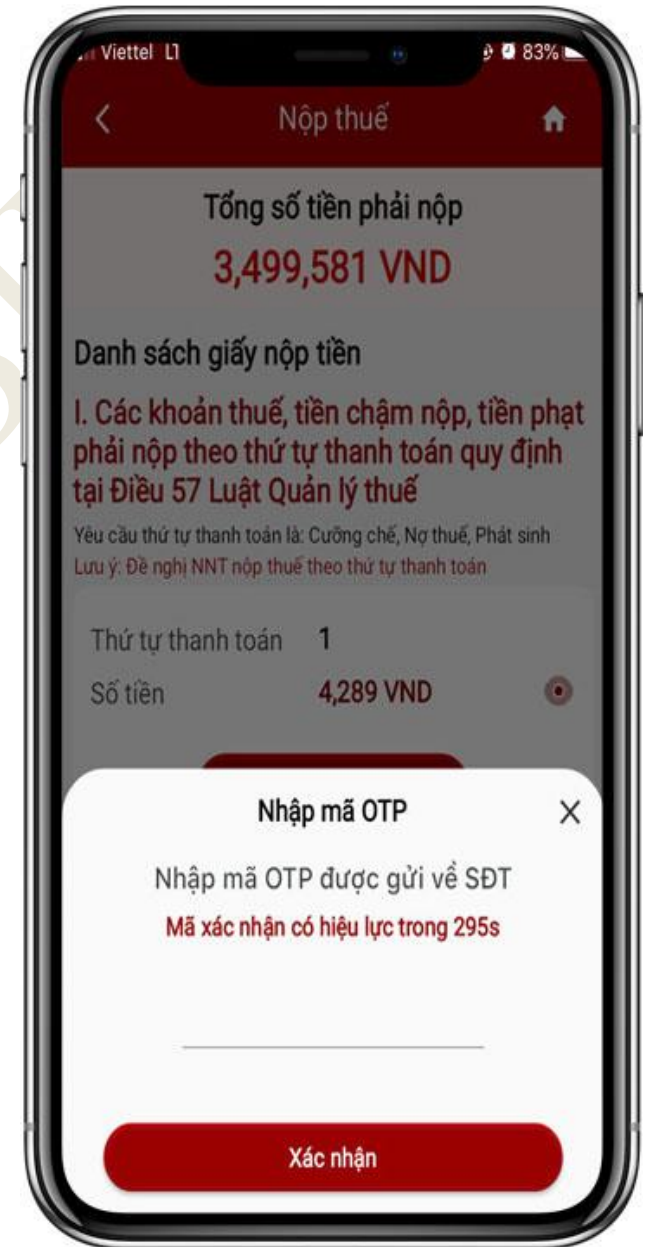 Viettel
83%
Nộp thuế
Tổng số tiền phải nộp
3,499,581 VND
Danh sách giấy nộp tiền
I. Các khoản thuế, tiền chậm nộp, tiền phạt
phải nộp theo thứ tự thanh toán quy định
tại Điều 57 Luật Quản lý thuế
Yêu cầu thứ tự thanh toán là: Cưỡng chế, Nợ thuế, Phát sinh
Lưu ý: Đề nghị NNT nộp thuế theo thứ tự thanh toán
Thứ tự thanh toán 1
Số tiền 4,289 VND
Nhập mã OTP
Nhập mã OTP được gửi về SĐT
Mã xác nhận có hiệu lực trong 295s
Xác nhận